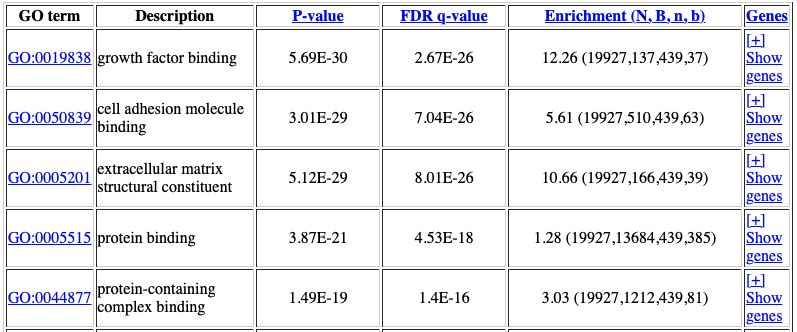 GO term Description P-value FDR q-value Enrichment (N, B, n, b) Genes
GO:0019838 growth factor binding 5.69E-30 2.67E-26 12.26 (19927,137,439,37) [+] Show genes
GO:0050839 cell adhesion molecule binding 3.01E-29 7.04E-26 5.61 (19927,510,439,63) [+] Show genes
GO:0005201 extracellular matrix structural constituent 5.12E-29 8.01E-26 10.66 (19927,166,439,39) [+] Show genes
GO:0005515 protein binding 3.87E-21 4.53E-18 1.28 (19927,13684,439,385) [+] Show genes
GO:0044877 protein-containing complex binding 1.49E-19 1.4E-16 3.03 (19927,1212,439,81) [+] Show genes